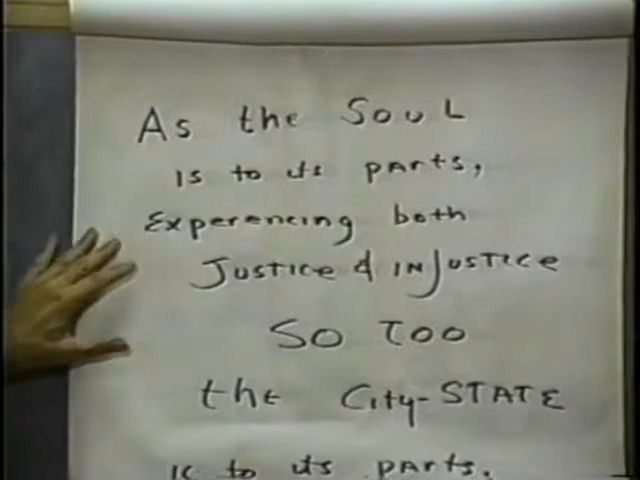 As the Soul
is to its parts,
Experencing both
Justice & inJustice
So Too
the City-STATE
is to its parts.